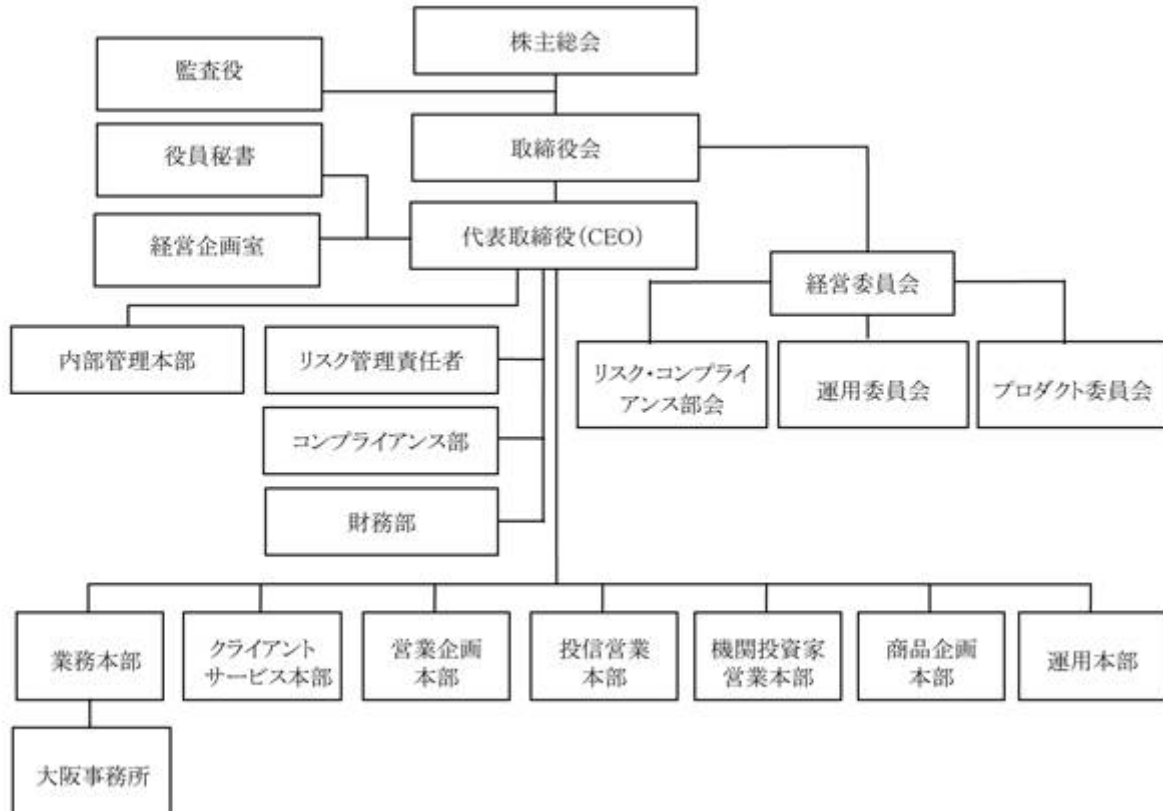 株主総会
監査役
取締役会
役員秘書
代表取締役(CEO)
経営企画室
経営委員会
内部管理本部
リスク管理責任者
リスク・コンプライ
アンス部会
運用委員会
プロダクト委員会
コンプライアンス部
財務部
業務本部
クライアント
サービス本部
営業企画
本部
投信営業
本部
機関投資家
営業本部
商品企画
本部
運用本部
大阪事務所